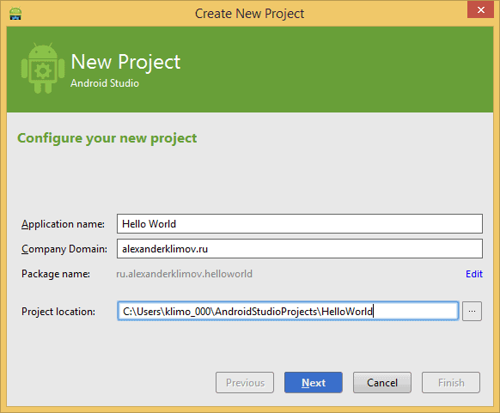 Create New Project
New Project
Android Studio
Configure your new project
Application name: Hello World
Company Domain: alexanderklimov.ru
Package name: ru.alexanderklimov.helloworld Edit
Project location: C:\Users\klimo_000\AndroidStudioProjects\HelloWorld ...
Previous Next Cancel Finish